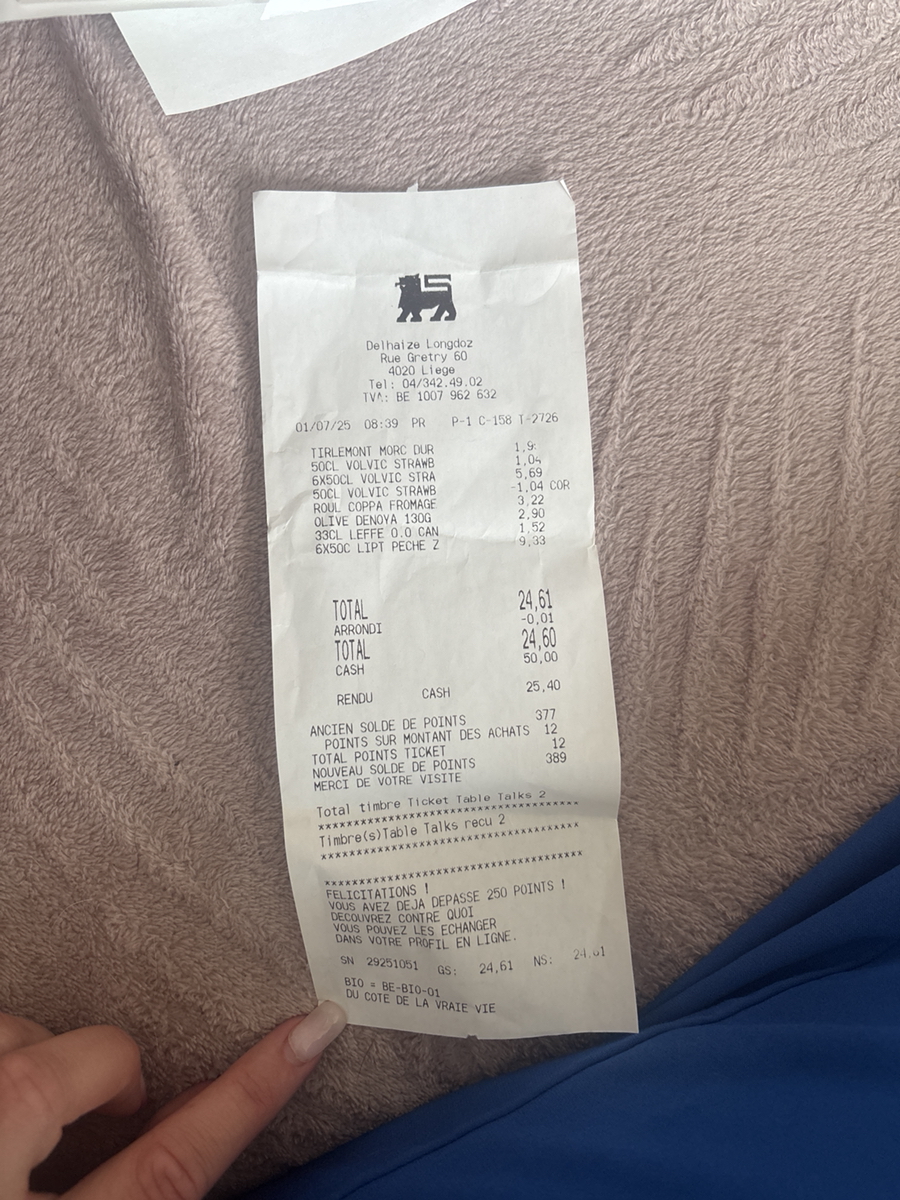 Delhaize Longdoz
Rue Gretry 60
4020 Liege
Tel: 04/342.49.02
TVA: BE 1007 962 632
01/07/25 08:39 PR P-1 C-158 T-2726
TIRLEMONT MORC DUR
50CL VOLVIC STRAWB 1,04
6X50CL VOLVIC STRA 5,69
50CL VOLVIC STRAWB -1,04 COR
ROUL COPPA FROMAGE 3,22
OLIVE DENOYA 130G 2,90
33CL LEFFE 0.0 CAN 1,52
6X50C LIPT PECHE Z 9,33
TOTAL 24,61
ARRONDI -0,01
TOTAL 24,60
CASH 50,00
RENDU CASH 25,40
ANCIEN SOLDE DE POINTS 377
POINTS SUR MONTANT DES ACHATS 12
TOTAL POINTS TICKET 12
NOUVEAU SOLDE DE POINTS 389
MERCI DE VOTRE VISITE
Total timbre Ticket Table Talks 2
*************************************
Timbre(s)Table Talks recu 2
*************************************
*************************************
FELICITATIONS !
VOUS AVEZ DEJA DEPASSE 250 POINTS !
DECOUVREZ CONTRE QUOI
VOUS POUVEZ LES ECHANGER
DANS VOTRE PROFIL EN LIGNE.
SN 29251051 GS: 24,61 NS: 24,61
BIO = BE-BIO-01
DU COTE DE LA VRAIE VIE